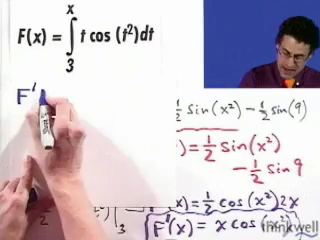 F(x) = ∫₃ˣ t cos (t²)dt
F'
½ sin(x²) − ½ sin(9)
) = ½ sin(x²)
− ½ sin 9
(x) = ½ cos(x²) 2x
F'(x) = x cos(x²)
3
thinkwell